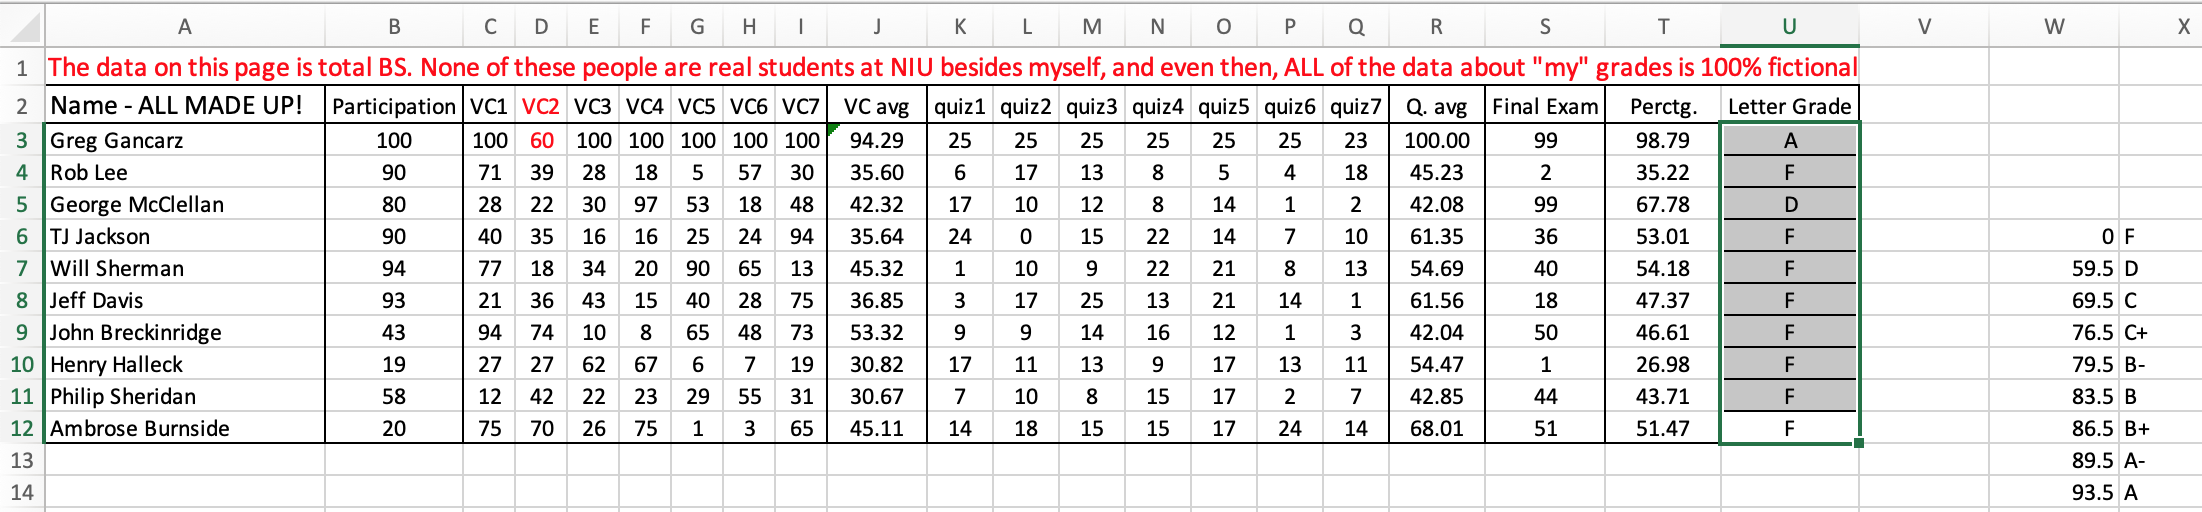 A B C D E F G H I J K L M N O P Q R S T U V W X
1 The data on this page is total BS. None of these people are real students at NIU besides myself, and even then, ALL of the data about "my" grades is 100% fictional
2 Name - ALL MADE UP! Participation VC1 VC2 VC3 VC4 VC5 VC6 VC7 VC avg quiz1 quiz2 quiz3 quiz4 quiz5 quiz6 quiz7 Q. avg Final Exam Perctg. Letter Grade
3 Greg Gancarz 100 100 60 100 100 100 100 100 94.29 25 25 25 25 25 25 23 100.00 99 98.79 A
4 Rob Lee 90 71 39 28 18 5 57 30 35.60 6 17 13 8 5 4 18 45.23 2 35.22 F
5 George McClellan 80 28 22 30 97 53 18 48 42.32 17 10 12 8 14 1 2 42.08 99 67.78 D
6 TJ Jackson 90 40 35 16 16 25 24 94 35.64 24 0 15 22 14 7 10 61.35 36 53.01 F 0 F
7 Will Sherman 94 77 18 34 20 90 65 13 45.32 1 10 9 22 21 8 13 54.69 40 54.18 F 59.5 D
8 Jeff Davis 93 21 36 43 15 40 28 75 36.85 3 17 25 13 21 14 1 61.56 18 47.37 F 69.5 C
9 John Breckinridge 43 94 74 10 8 65 48 73 53.32 9 9 14 16 12 1 3 42.04 50 46.61 F 76.5 C+
10 Henry Halleck 19 27 27 62 67 6 7 19 30.82 17 11 13 9 17 13 11 54.47 1 26.98 F 79.5 B-
11 Philip Sheridan 58 12 42 22 23 29 55 31 30.67 7 10 8 15 17 2 7 42.85 44 43.71 F 83.5 B
12 Ambrose Burnside 20 75 70 26 75 1 3 65 45.11 14 18 15 15 17 24 14 68.01 51 51.47 F 86.5 B+
13 89.5 A-
14 93.5 A